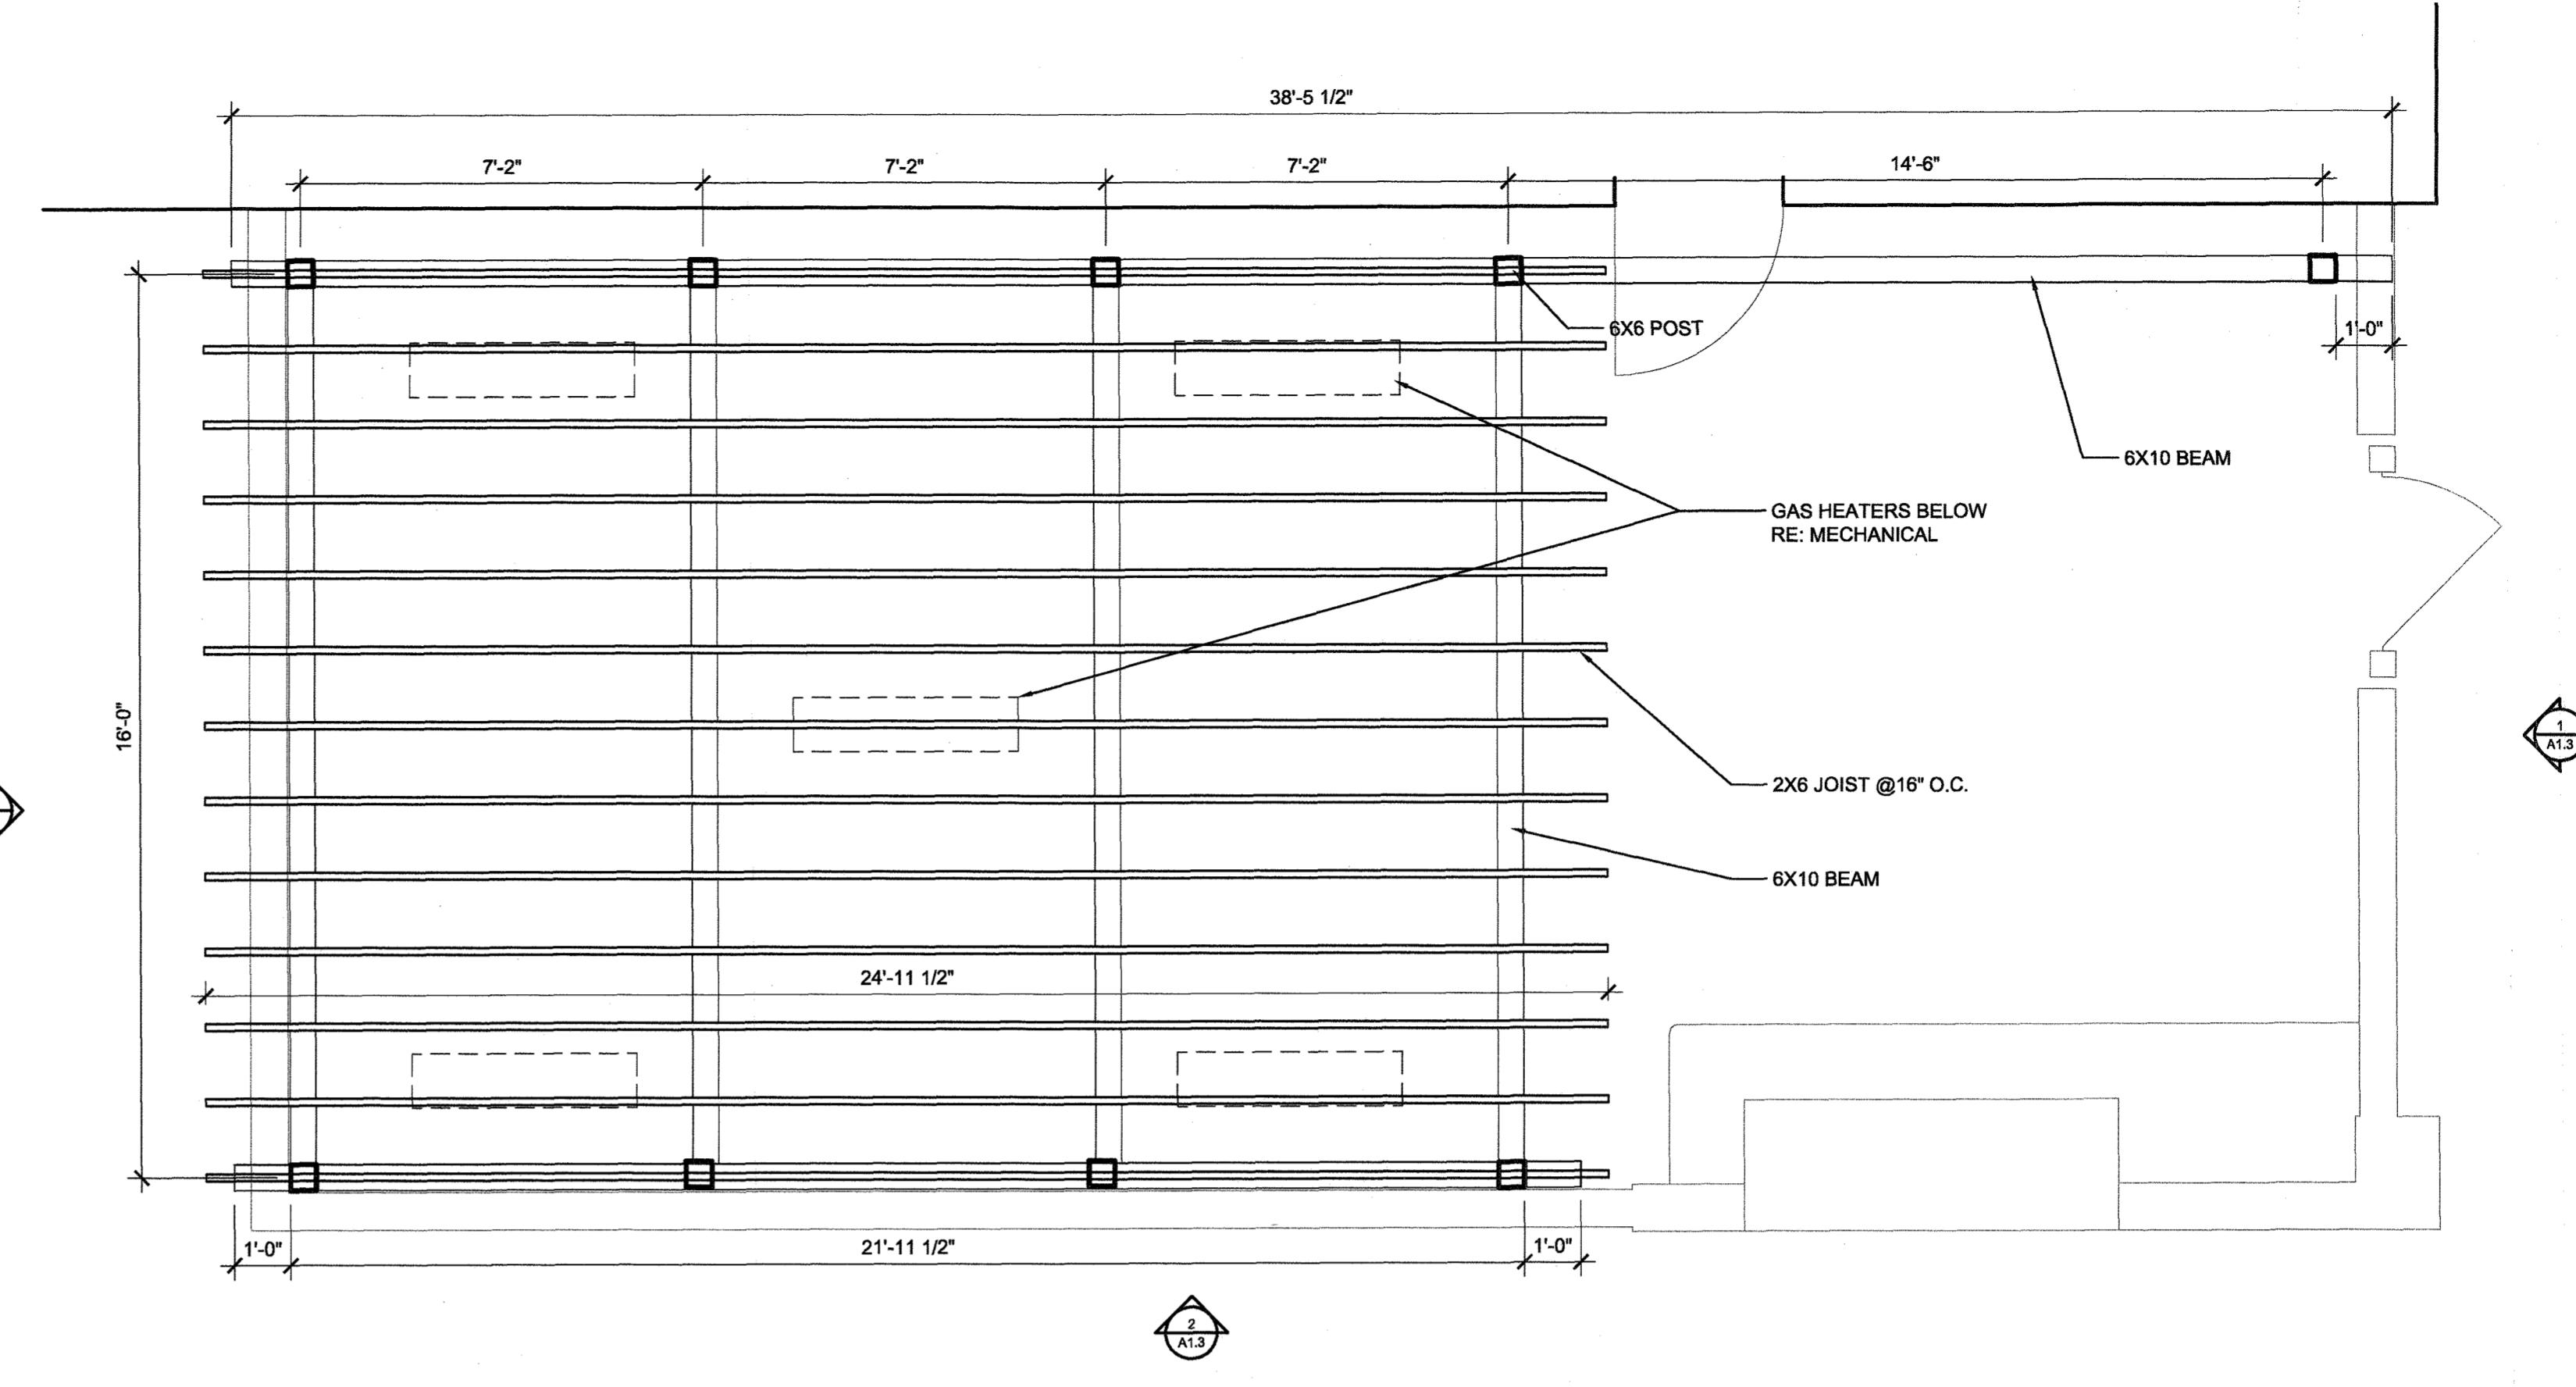 38'-5 1/2"
7'-2"
7'-2"
7'-2"
14'-6"
6X6 POST
1'-0"
6X10 BEAM
GAS HEATERS BELOW
RE: MECHANICAL
16'-0"
1
A1.3
2X6 JOIST @16" O.C.
6X10 BEAM
24'-11 1/2"
1'-0"
21'-11 1/2"
1'-0"
2
A1.3